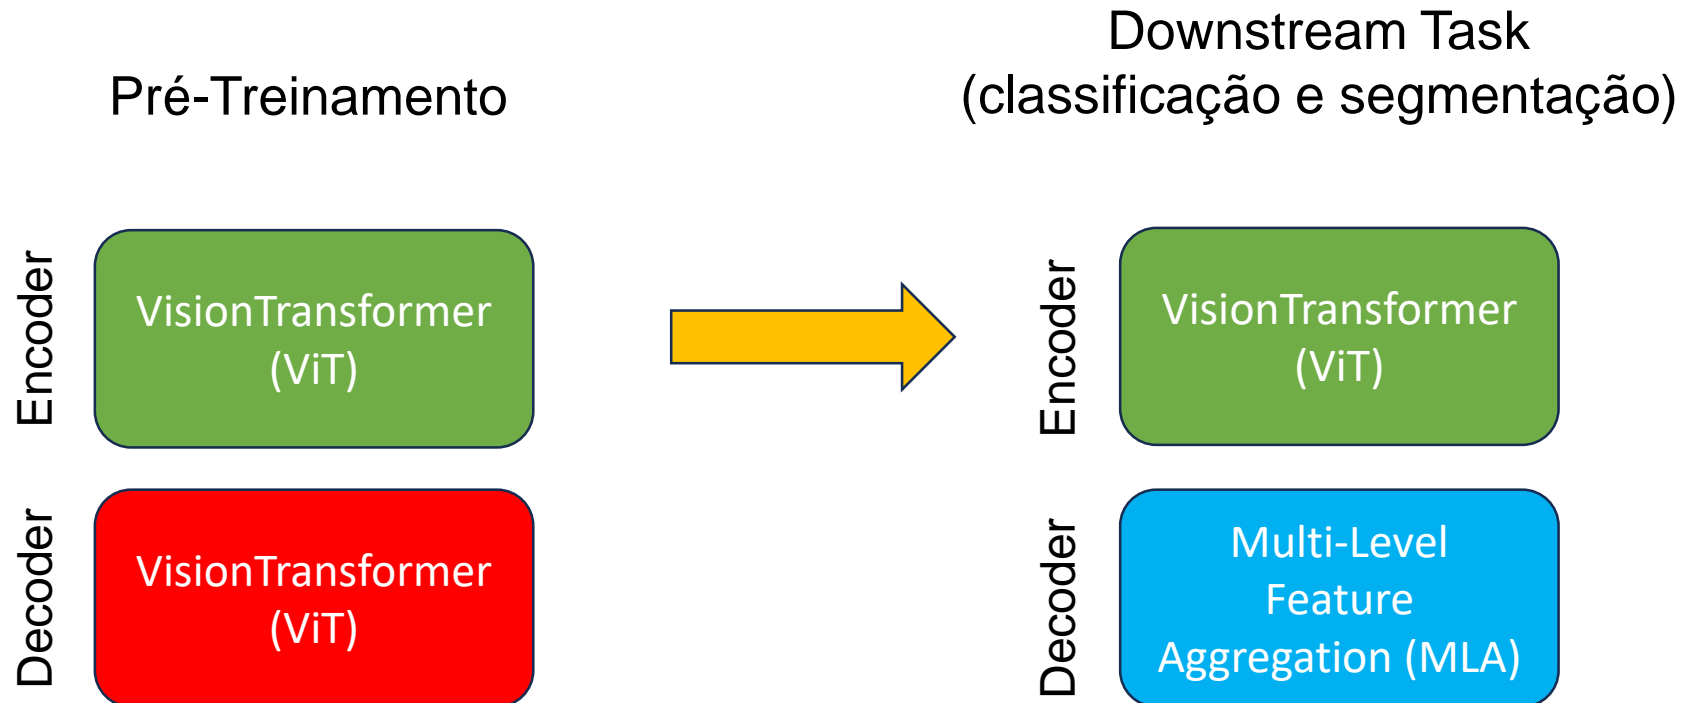 Pré-Treinamento
Downstream Task
(classificação e segmentação)
Encoder
VisionTransformer
(ViT)
Encoder
VisionTransformer
(ViT)
Decoder
VisionTransformer
(ViT)
Decoder
Multi-Level
Feature
Aggregation (MLA)